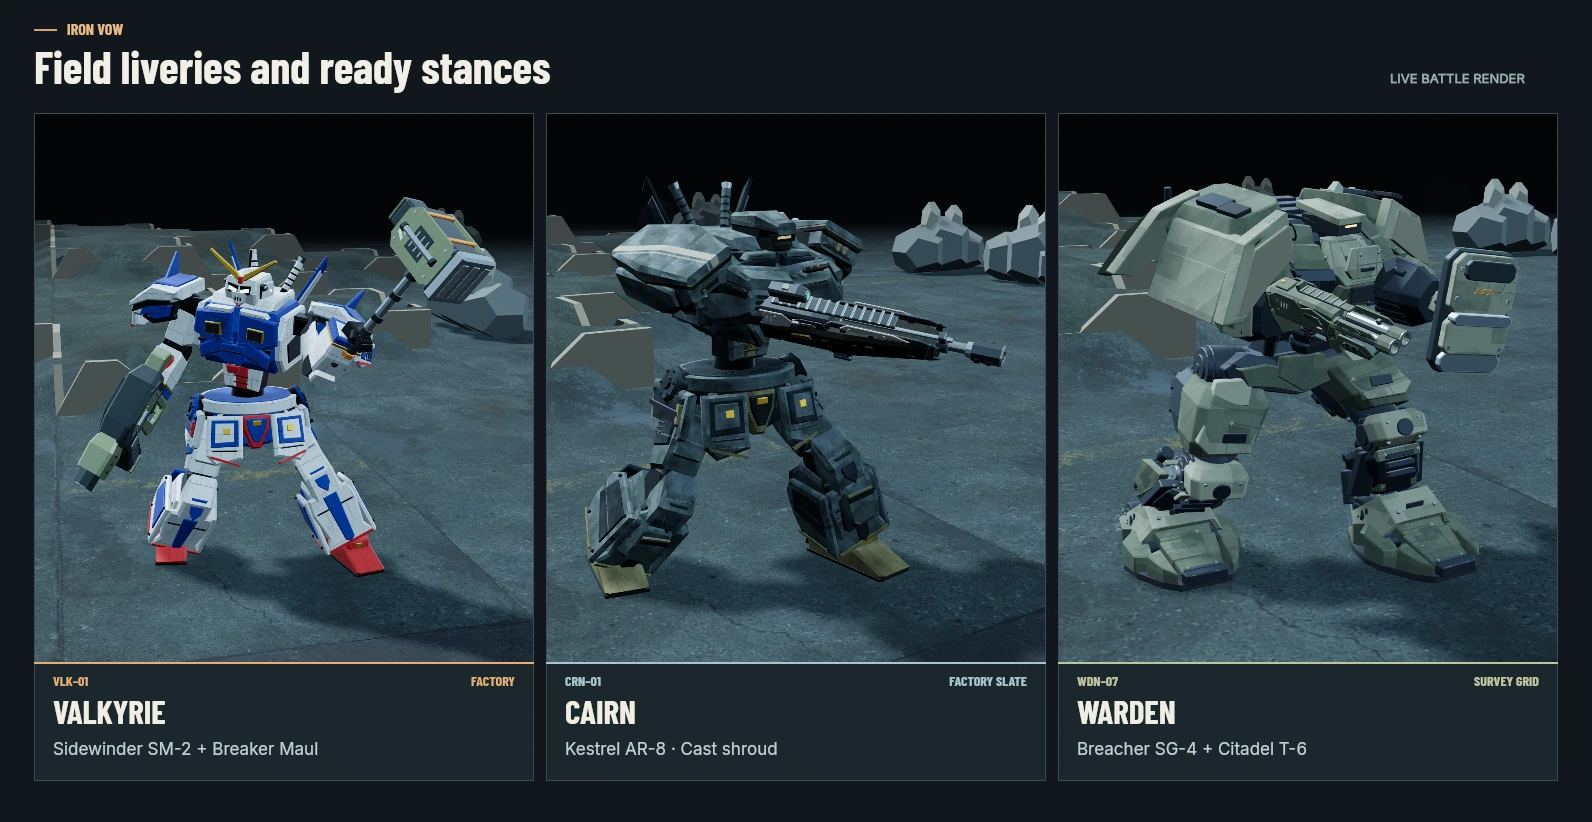 IRON VOW
Field liveries and ready stances
LIVE BATTLE RENDER
VLK-01
FACTORY
VALKYRIE
Sidewinder SM-2 + Breaker Maul
CRN-01
FACTORY SLATE
CAIRN
Kestrel AR-8 · Cast shroud
WDN-07
SURVEY GRID
WARDEN
Breacher SG-4 + Citadel T-6